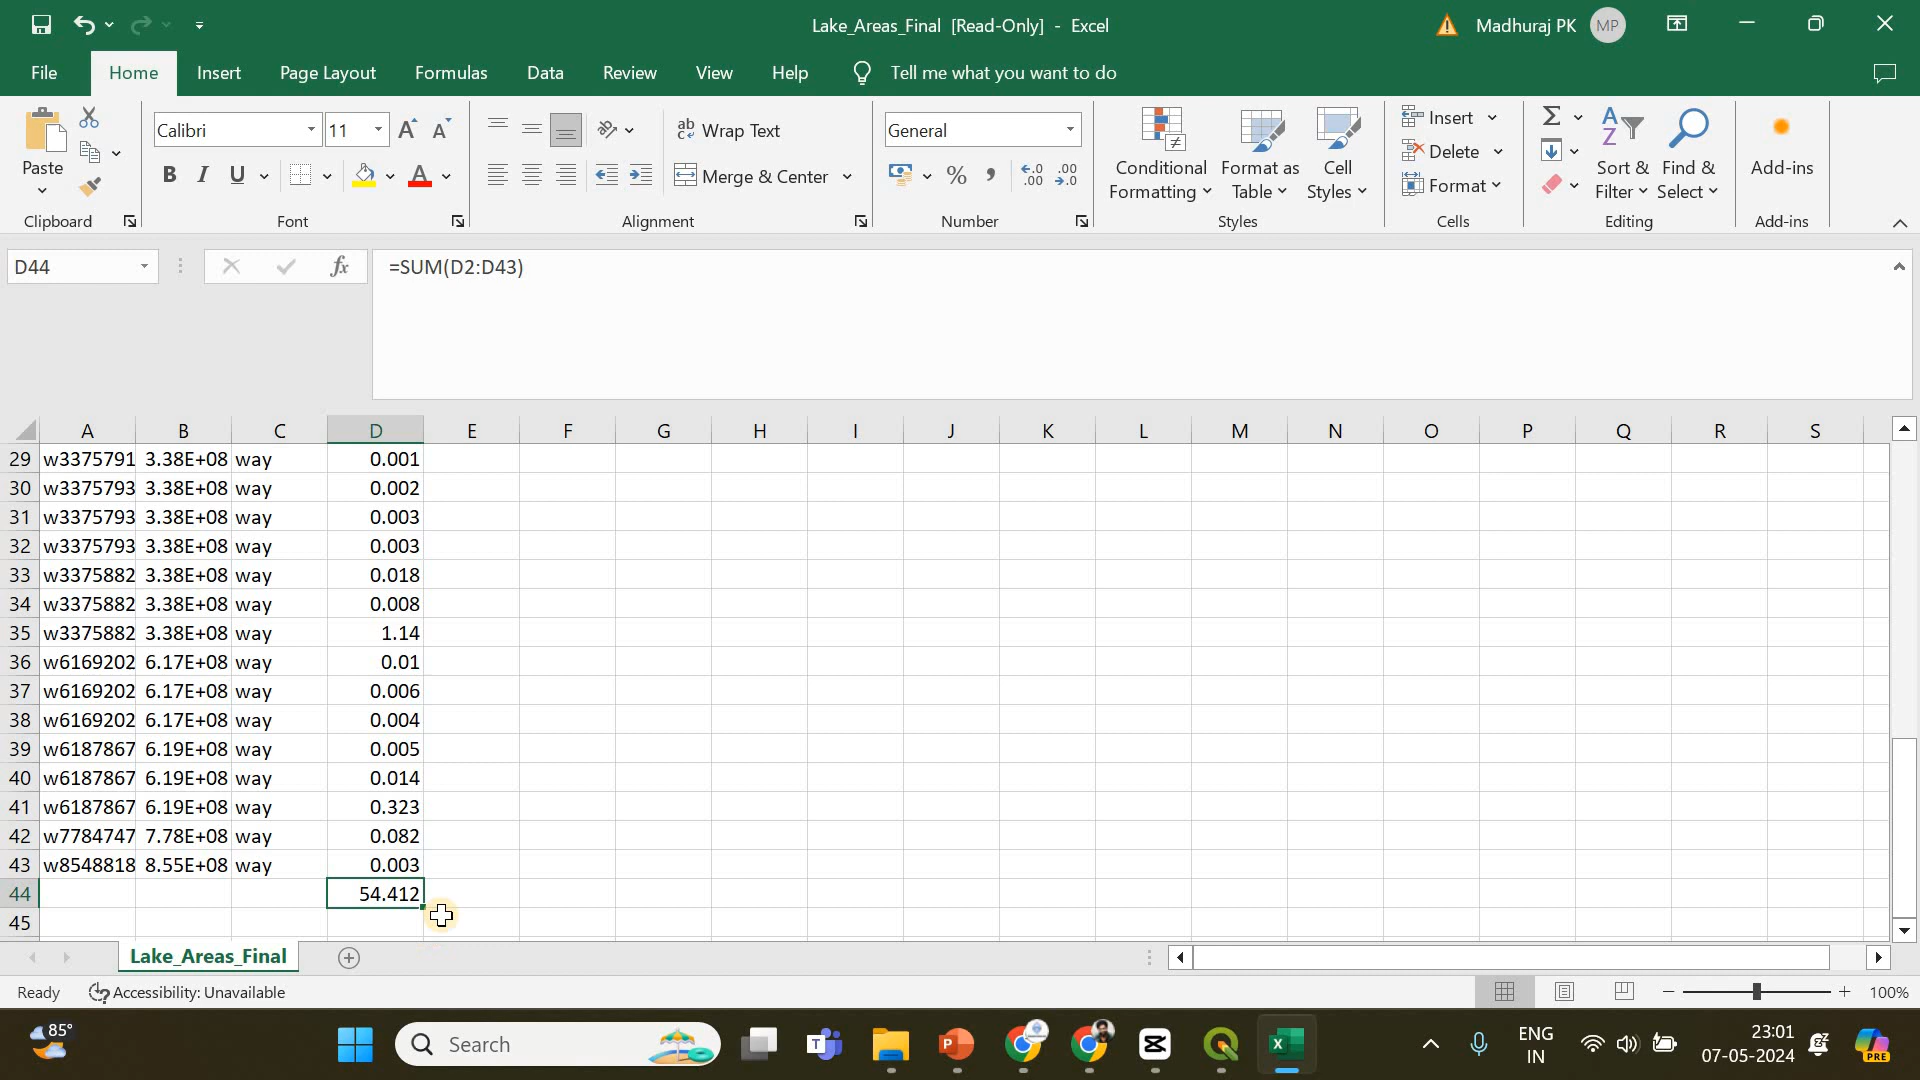 Lake_Areas_Final [Read-Only] - Excel
Madhuraj PK
MP
File Home Insert Page Layout Formulas Data Review View Help Tell me what you want to do
Paste
Clipboard
Calibri 11
B I U
Font
Wrap Text
Merge & Center
Alignment
General
Number
Conditional Formatting
Format as Table
Cell Styles
Styles
Insert
Delete
Format
Cells
Sort & Filter
Find & Select
Editing
Add-ins
Add-ins
D44 fx =SUM(D2:D43)
A B C D E F G H I J K L M N O P Q R S
29 w3375791 3.38E+08 way 0.001
30 w3375793 3.38E+08 way 0.002
31 w3375793 3.38E+08 way 0.003
32 w3375793 3.38E+08 way 0.003
33 w3375882 3.38E+08 way 0.018
34 w3375882 3.38E+08 way 0.008
35 w3375882 3.38E+08 way 1.14
36 w6169202 6.17E+08 way 0.01
37 w6169202 6.17E+08 way 0.006
38 w6169202 6.17E+08 way 0.004
39 w6187867 6.19E+08 way 0.005
40 w6187867 6.19E+08 way 0.014
41 w6187867 6.19E+08 way 0.323
42 w7784747 7.78E+08 way 0.082
43 w8548818 8.55E+08 way 0.003
44 54.412
45
Lake_Areas_Final
Ready Accessibility: Unavailable 100%
85°
Search
ENG
IN
23:01
07-05-2024
PRE